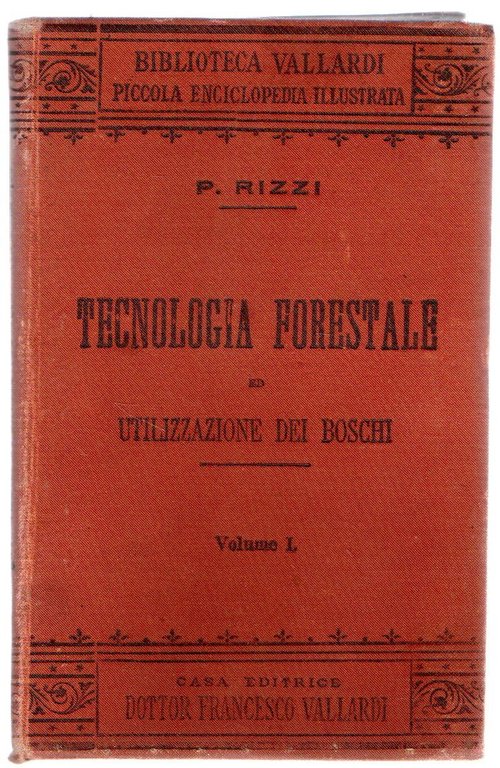 BIBLIOTECA VALLARDI
PICCOLA ENCICLOPEDIA ILLUSTRATA
P. RIZZI
TECNOLOGIA FORESTALE
ED
UTILIZZAZIONE DEI BOSCHI
Volume I.
CASA EDITRICE
DOTTOR FRANCESCO VALLARDI